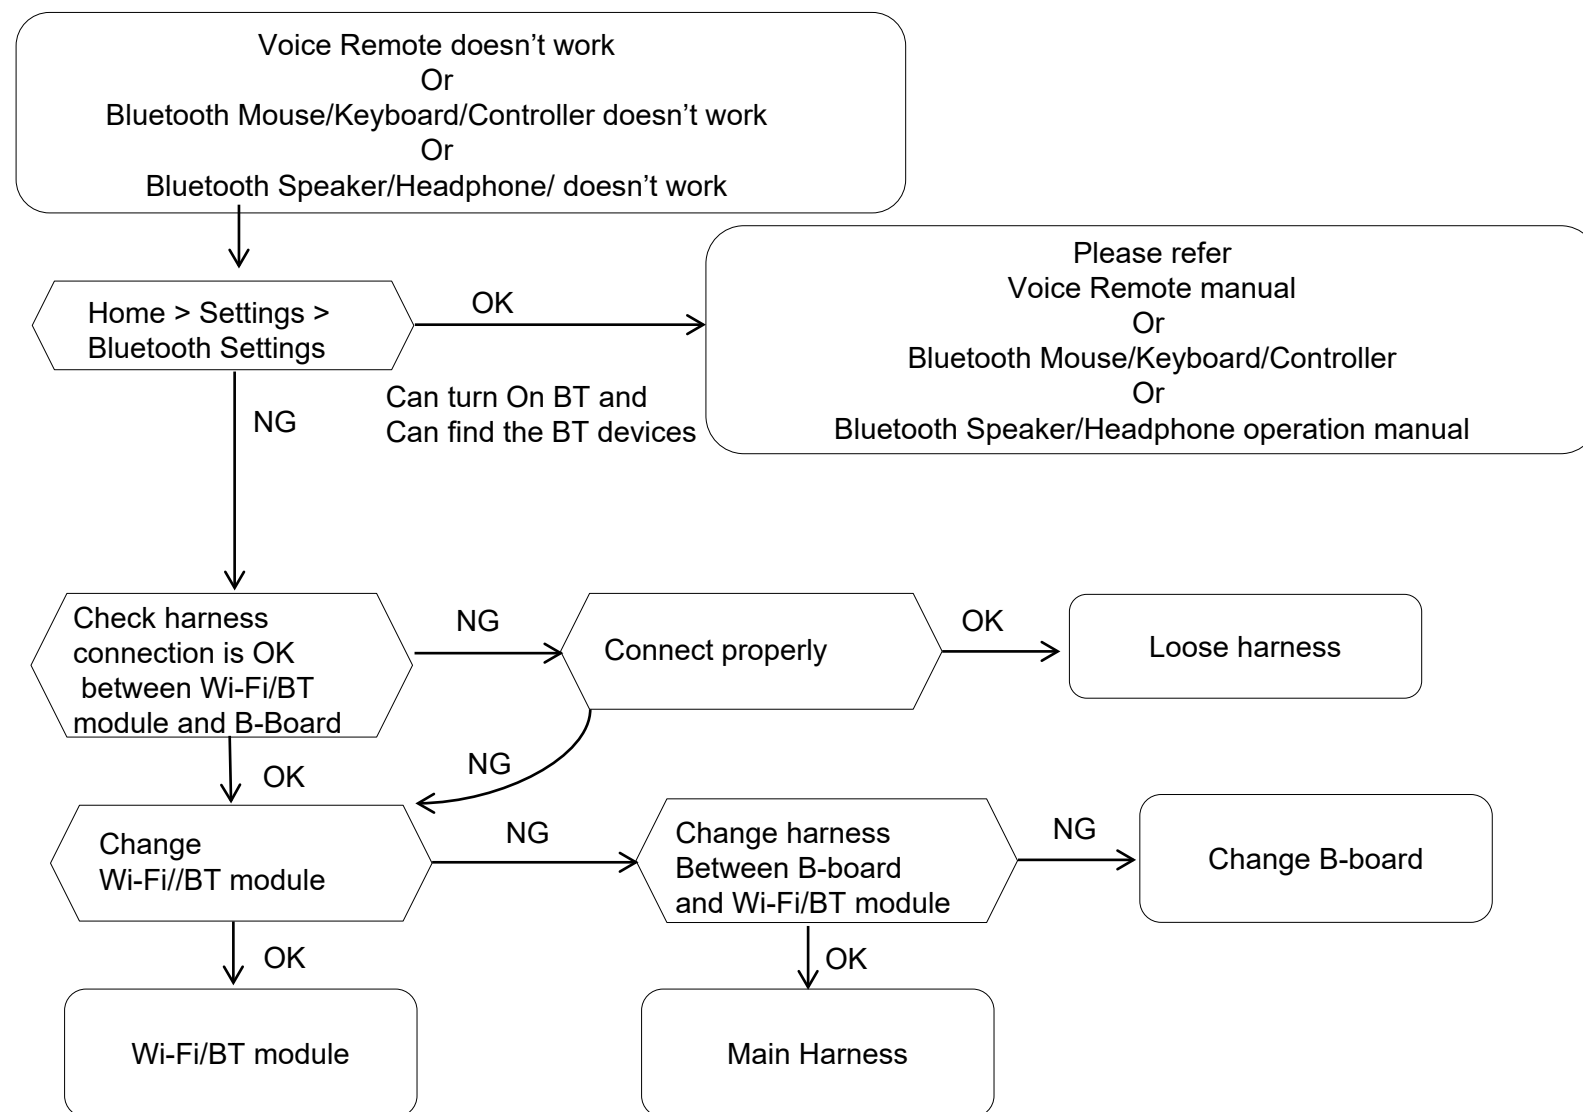 Voice Remote doesn’t work
Or
Bluetooth Mouse/Keyboard/Controller doesn’t work
Or
Bluetooth Speaker/Headphone/ doesn’t work
Home > Settings >
Bluetooth Settings
OK
Please refer
Voice Remote manual
Or
Bluetooth Mouse/Keyboard/Controller
Or
Bluetooth Speaker/Headphone operation manual
Can turn On BT and
Can find the BT devices
NG
Check harness
connection is OK
between Wi-Fi/BT
module and B-Board
NG
Connect properly
OK
Loose harness
NG
OK
Change
Wi-Fi//BT module
NG
Change harness
Between B-board
and Wi-Fi/BT module
NG
Change B-board
OK
OK
Wi-Fi/BT module
Main Harness